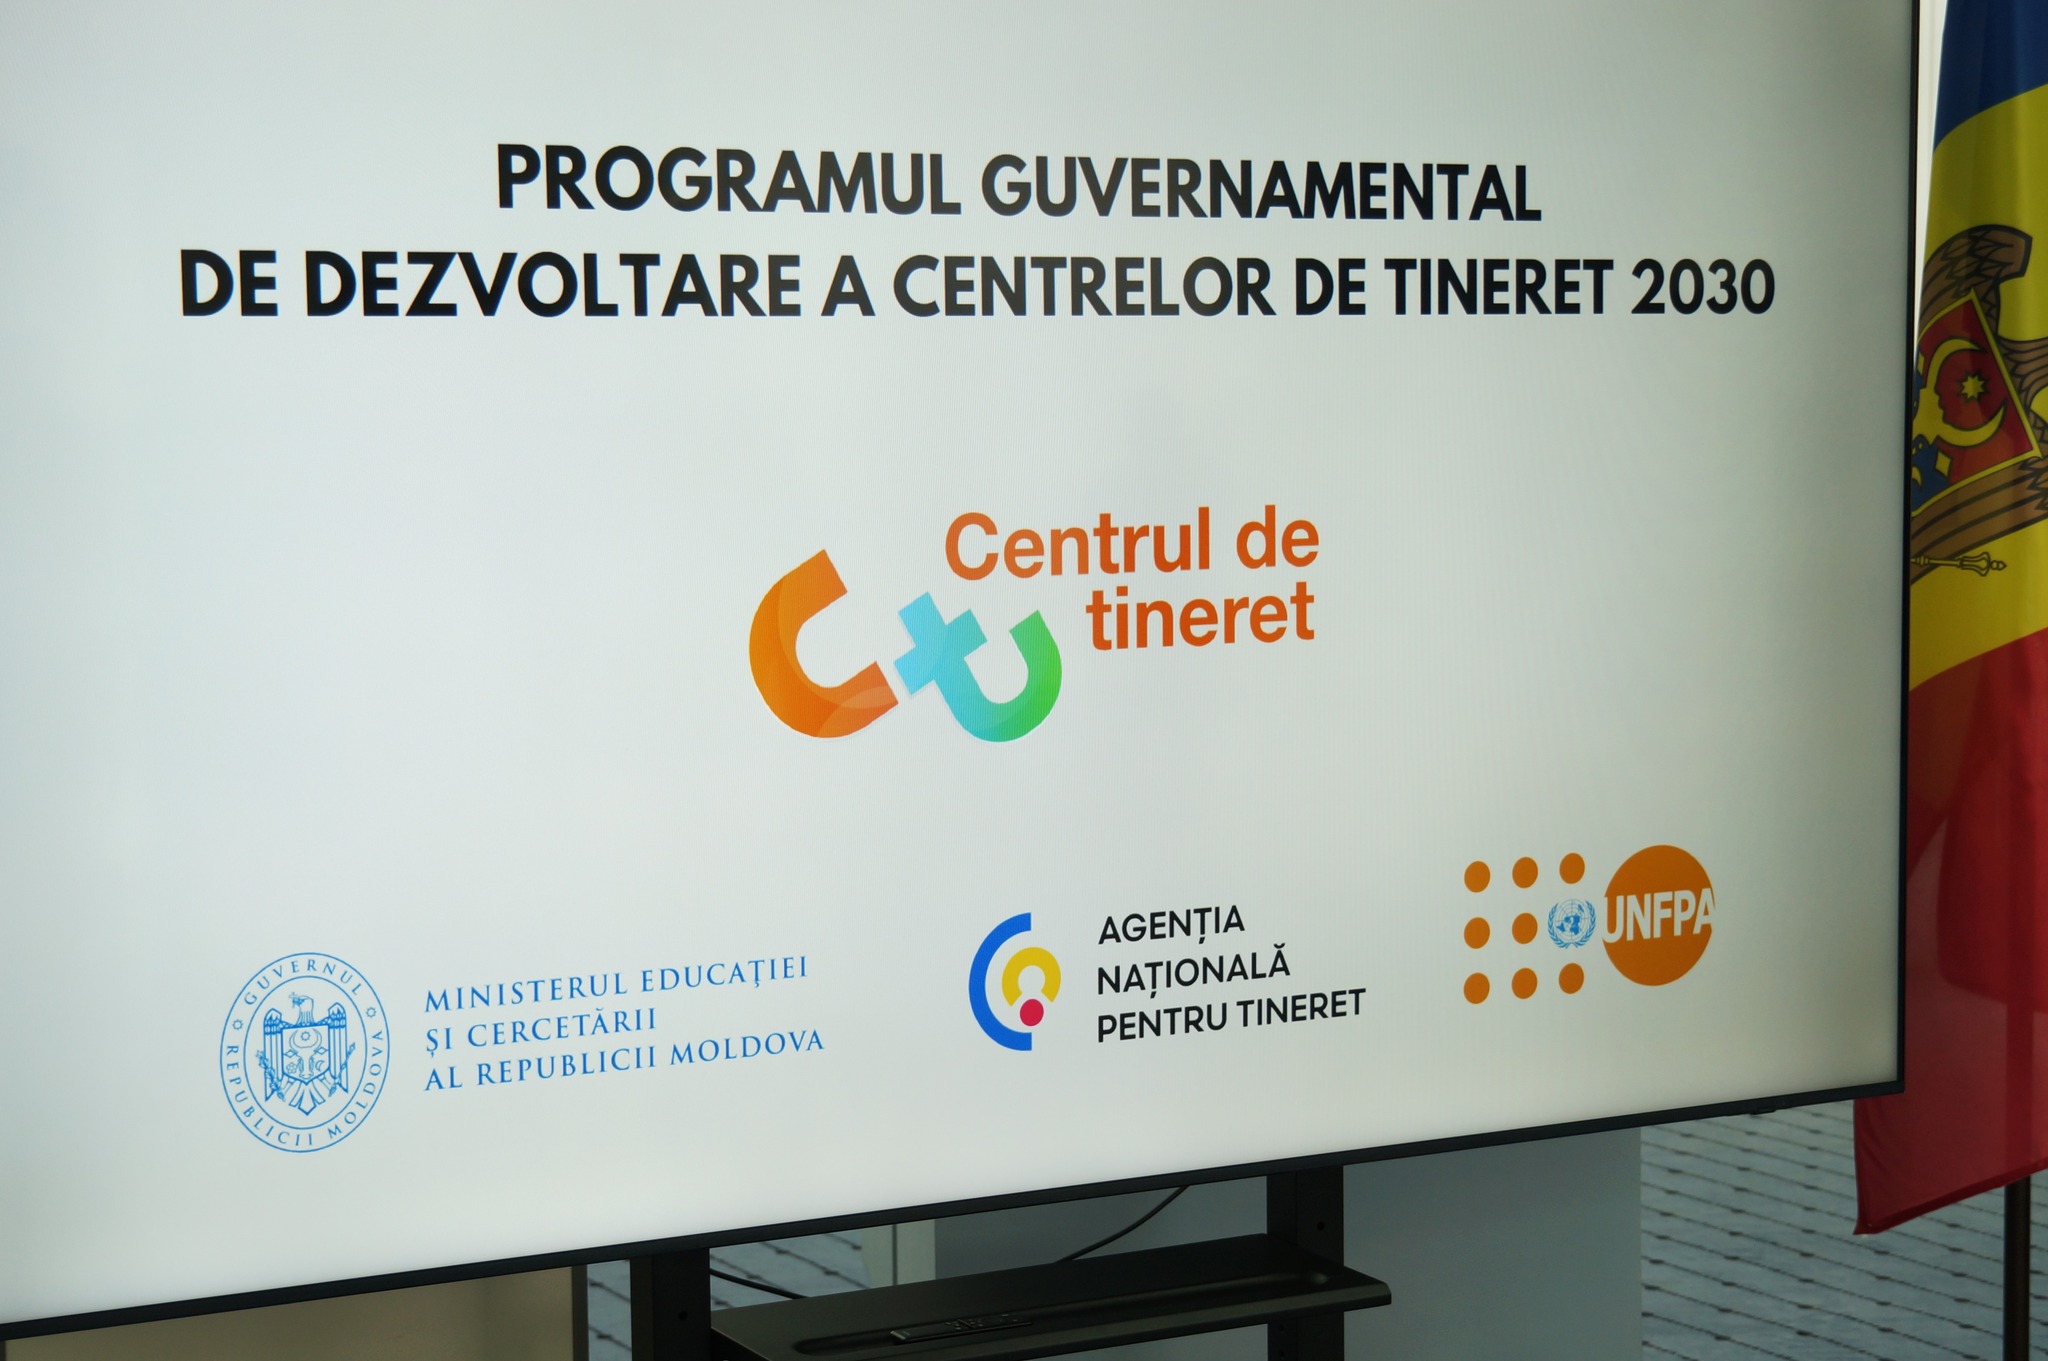 PROGRAMUL GUVERNAMENTAL
DE DEZVOLTARE A CENTRELOR DE TINERET 2030
Centrul de
tineret
GUVERNUL
REPUBLICII MOLDOVA
MINISTERUL EDUCAȚIEI
ȘI CERCETĂRII
AL REPUBLICII MOLDOVA
AGENȚIA
NAȚIONALĂ
PENTRU TINERET
UNFPA